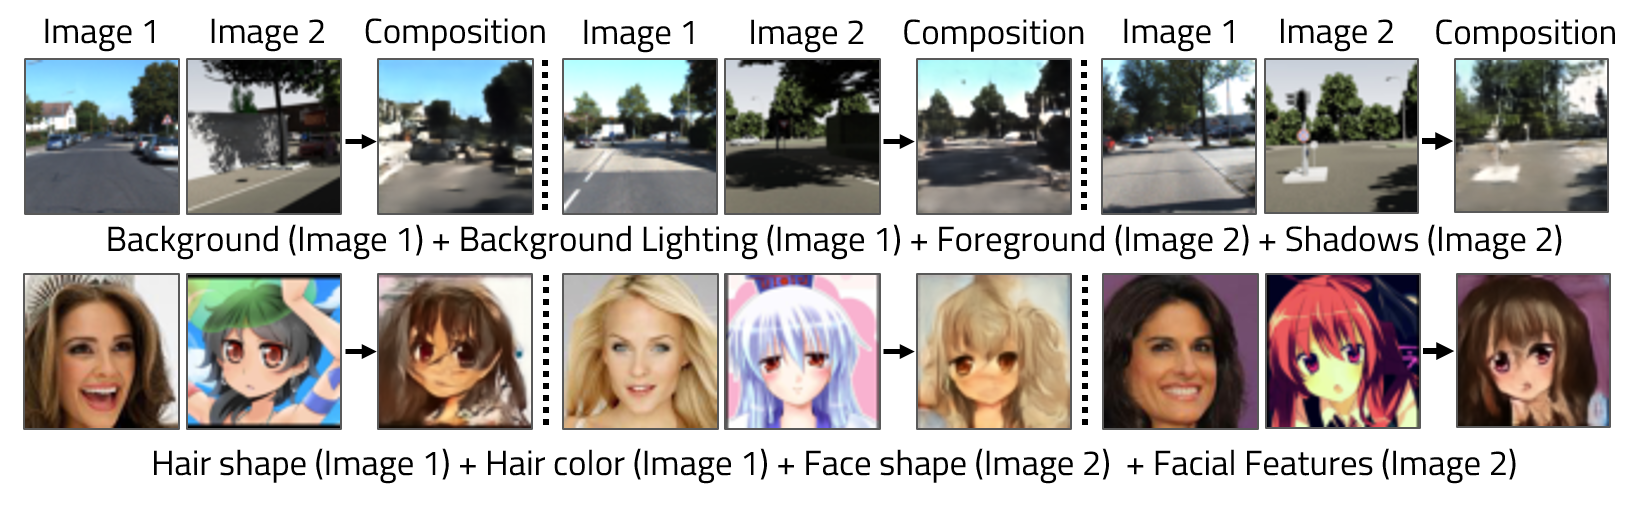 Image 1 Image 2 Composition Image 1 Image 2 Composition Image 1 Image 2 Composition
Background (Image 1) + Background Lighting (Image 1) + Foreground (Image 2) + Shadows (Image 2)
Hair shape (Image 1) + Hair color (Image 1) + Face shape (Image 2) + Facial Features (Image 2)